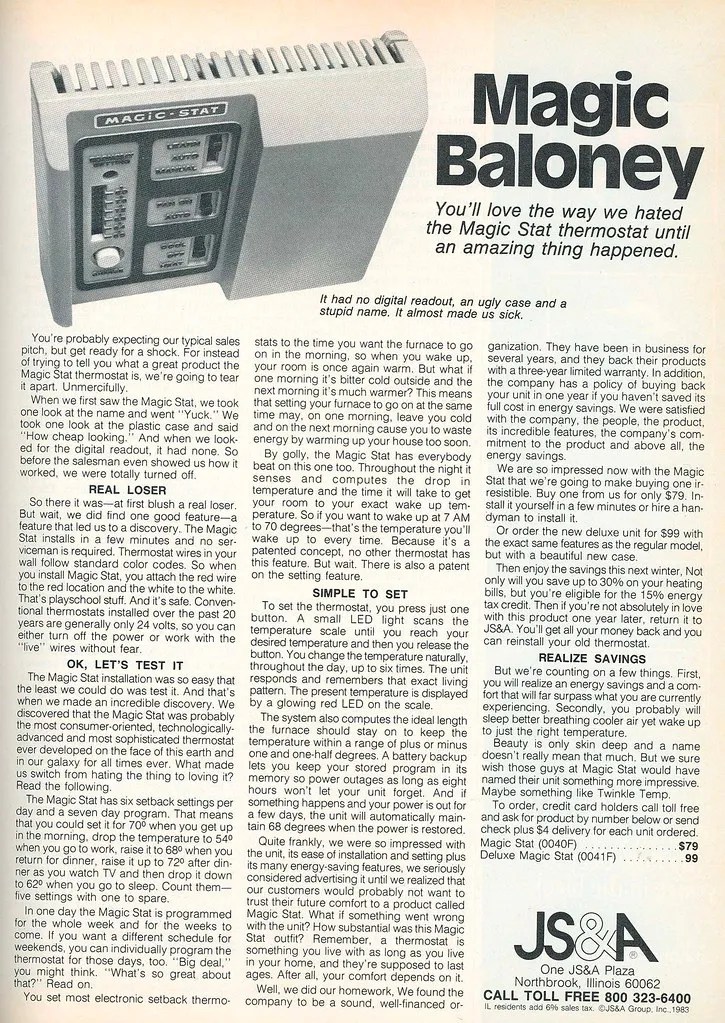 MAGIC-STAT
LEARN
AUTO
MANUAL
FAN ON
AUTO
COOL
OFF
HEAT
Magic
Baloney
You'll love the way we hated
the Magic Stat thermostat until
an amazing thing happened.
It had no digital readout, an ugly case and a
stupid name. It almost made us sick.
You're probably expecting our typical sales
pitch, but get ready for a shock. For instead
of trying to tell you what a great product the
Magic Stat thermostat is, we're going to tear
it apart. Unmercifully.
When we first saw the Magic Stat, we took
one look at the name and went "Yuck." We
took one look at the plastic case and said
"How cheap looking." And when we look-
ed for the digital readout, it had none. So
before the salesman even showed us how it
worked, we were totally turned off.
REAL LOSER
So there it was—at first blush a real loser.
But wait, we did find one good feature—a
feature that led us to a discovery. The Magic
Stat installs in a few minutes and no ser-
viceman is required. Thermostat wires in your
wall follow standard color codes. So when
you install Magic Stat, you attach the red wire
to the red location and the white to the white.
That's playschool stuff. And it's safe. Conven-
tional thermostats installed over the past 20
years are generally only 24 volts, so you can
either turn off the power or work with the
"live" wires without fear.
OK, LET'S TEST IT
The Magic Stat installation was so easy that
the least we could do was test it. And that's
when we made an incredible discovery. We
discovered that the Magic Stat was probably
the most consumer-oriented, technologically-
advanced and most sophisticated thermostat
ever developed on the face of this earth and
in our galaxy for all times ever. What made
us switch from hating the thing to loving it?
Read the following.
The Magic Stat has six setback settings per
day and a seven day program. That means
that you could set it for 70º when you get up
in the morning, drop the temperature to 54º
when you go to work, raise it to 68º when you
return for dinner, raise it up to 72º after din-
ner as you watch TV and then drop it down
to 62º when you go to sleep. Count them—
five settings with one to spare.
In one day the Magic Stat is programmed
for the whole week and for the weeks to
come. If you want a different schedule for
weekends, you can individually program the
thermostat for those days, too. "Big deal,"
you might think. "What's so great about
that?" Read on.
You set most electronic setback thermo-
stats to the time you want the furnace to go
on in the morning, so when you wake up,
your room is once again warm. But what if
one morning it's bitter cold outside and the
next morning it's much warmer? This means
that setting your furnace to go on at the same
time may, on one morning, leave you cold
and on the next morning cause you to waste
energy by warming up your house too soon.
By golly, the Magic Stat has everybody
beat on this one too. Throughout the night it
senses and computes the drop in
temperature and the time it will take to get
your room to your exact wake up tem-
perature. So if you want to wake up at 7 AM
to 70 degrees—that's the temperature you'll
wake up to every time. Because it's a
patented concept, no other thermostat has
this feature. But wait. There is also a patent
on the setting feature.
SIMPLE TO SET
To set the thermostat, you press just one
button. A small LED light scans the
temperature scale until you reach your
desired temperature and then you release the
button. You change the temperature naturally,
throughout the day, up to six times. The unit
responds and remembers that exact living
pattern. The present temperature is displayed
by a glowing red LED on the scale.
The system also computes the ideal length
the furnace should stay on to keep the
temperature within a range of plus or minus
one and one-half degrees. A battery backup
lets you keep your stored program in its
memory so power outages as long as eight
hours won't let your unit forget. And if
something happens and your power is out for
a few days, the unit will automatically main-
tain 68 degrees when the power is restored.
Quite frankly, we were so impressed with
the unit, its ease of installation and setting plus
its many energy-saving features, we seriously
considered advertising it until we realized that
our customers would probably not want to
trust their future comfort to a product called
Magic Stat. What if something went wrong
with the unit? How substantial was this Magic
Stat outfit? Remember, a thermostat is
something you live with as long as you live
in your home, and they're supposed to last
ages. After all, your comfort depends on it.
Well, we did our homework, We found the
company to be a sound, well-financed or-
ganization. They have been in business for
several years, and they back their products
with a three-year limited warranty. In addition,
the company has a policy of buying back
your unit in one year if you haven't saved its
full cost in energy savings. We were satisfied
with the company, the people, the product,
its incredible features, the company's com-
mitment to the product and above all, the
energy savings.
We are so impressed now with the Magic
Stat that we're going to make buying one ir-
resistible. Buy one from us for only $79. In-
stall it yourself in a few minutes or hire a han-
dyman to install it.
Or order the new deluxe unit for $99 with
the exact same features as the regular model,
but with a beautiful new case.
Then enjoy the savings this next winter, Not
only will you save up to 30% on your heating
bills, but you're eligible for the 15% energy
tax credit. Then if you're not absolutely in love
with this product one year later, return it to
JS&A. You'll get all your money back and you
can reinstall your old thermostat.
REALIZE SAVINGS
But we're counting on a few things. First,
you will realize an energy savings and a com-
fort that will far surpass what you are currently
experiencing. Secondly, you probably will
sleep better breathing cooler air yet wake up
to just the right temperature.
Beauty is only skin deep and a name
doesn't really mean that much. But we sure
wish those guys at Magic Stat would have
named their unit something more impressive.
Maybe something like Twinkle Temp.
To order, credit card holders call toll free
and ask for product by number below or send
check plus $4 delivery for each unit ordered.
Magic Stat (0040F) . . . . . . . . . . . . . . .$79
Deluxe Magic Stat (0041F) . . . . . . . . . .99
JS&A®
One JS&A Plaza
Northbrook, Illinois 60062
CALL TOLL FREE 800 323-6400
IL residents add 6% sales tax. ©JS&A Group, Inc.,1983